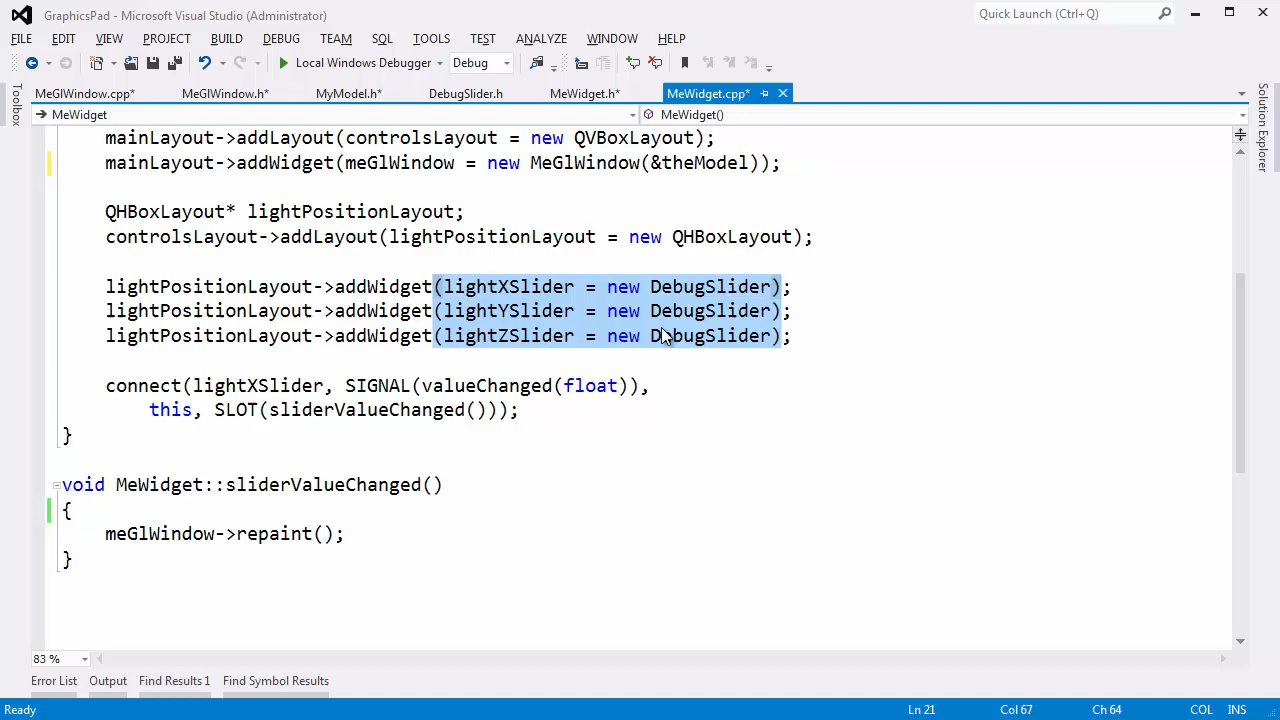 GraphicsPad - Microsoft Visual Studio (Administrator)
Quick Launch (Ctrl+Q)
FILE EDIT VIEW PROJECT BUILD DEBUG TEAM SQL TOOLS TEST ANALYZE WINDOW HELP
Local Windows Debugger Debug
MeGlWindow.cpp* MeGlWindow.h* MyModel.h* DebugSlider.h MeWidget.h* MeWidget.cpp*
MeWidget MeWidget()
mainLayout->addLayout(controlsLayout = new QVBoxLayout);
mainLayout->addWidget(meGlWindow = new MeGlWindow(&theModel));
QHBoxLayout* lightPositionLayout;
controlsLayout->addLayout(lightPositionLayout = new QHBoxLayout);
lightPositionLayout->addWidget(lightXSlider = new DebugSlider);
lightPositionLayout->addWidget(lightYSlider = new DebugSlider);
lightPositionLayout->addWidget(lightZSlider = new DebugSlider);
connect(lightXSlider, SIGNAL(valueChanged(float)),
this, SLOT(sliderValueChanged()));
}
void MeWidget::sliderValueChanged()
{
meGlWindow->repaint();
}
83 %
Error List Output Find Results 1 Find Symbol Results
Ready Ln 21 Col 67 Ch 64 COL INS
Toolbox
Solution Explorer